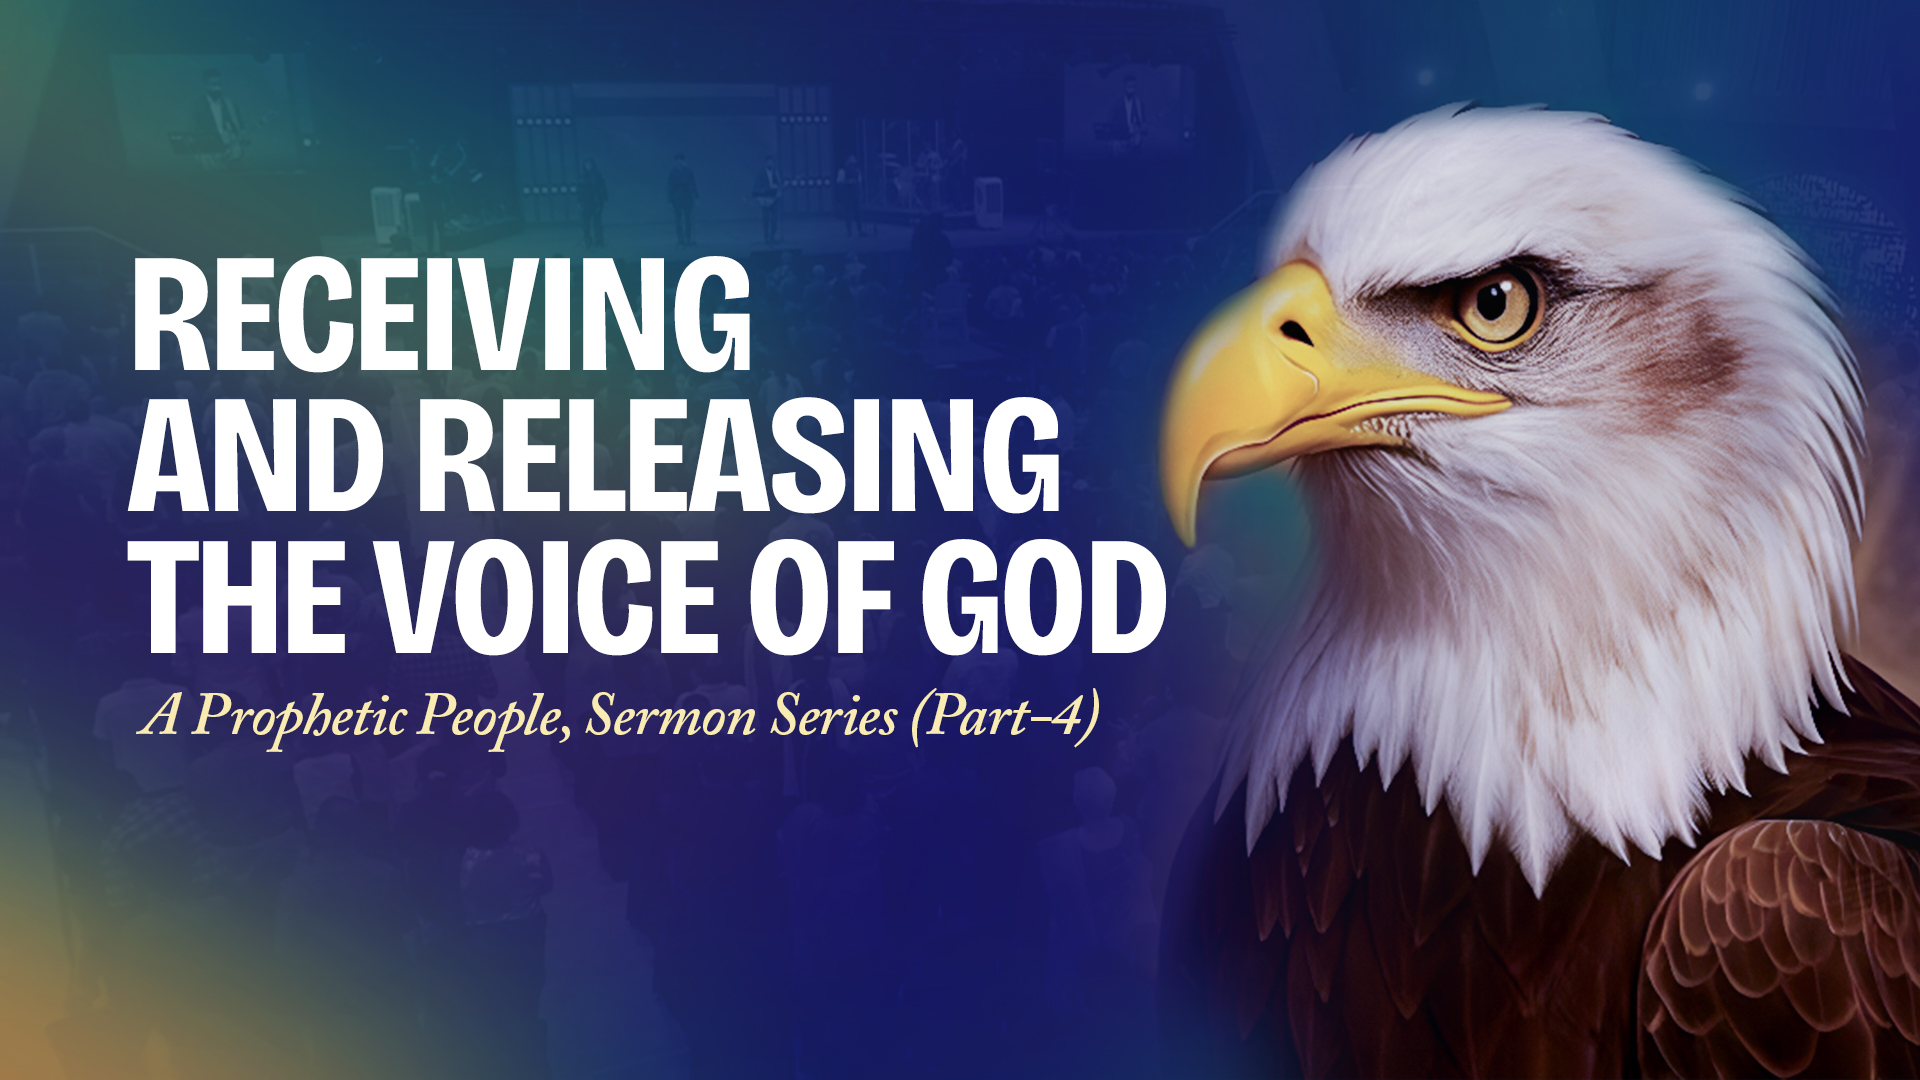 RECEIVING
AND RELEASING
THE VOICE OF GOD
A Prophetic People, Sermon Series (Part-4)